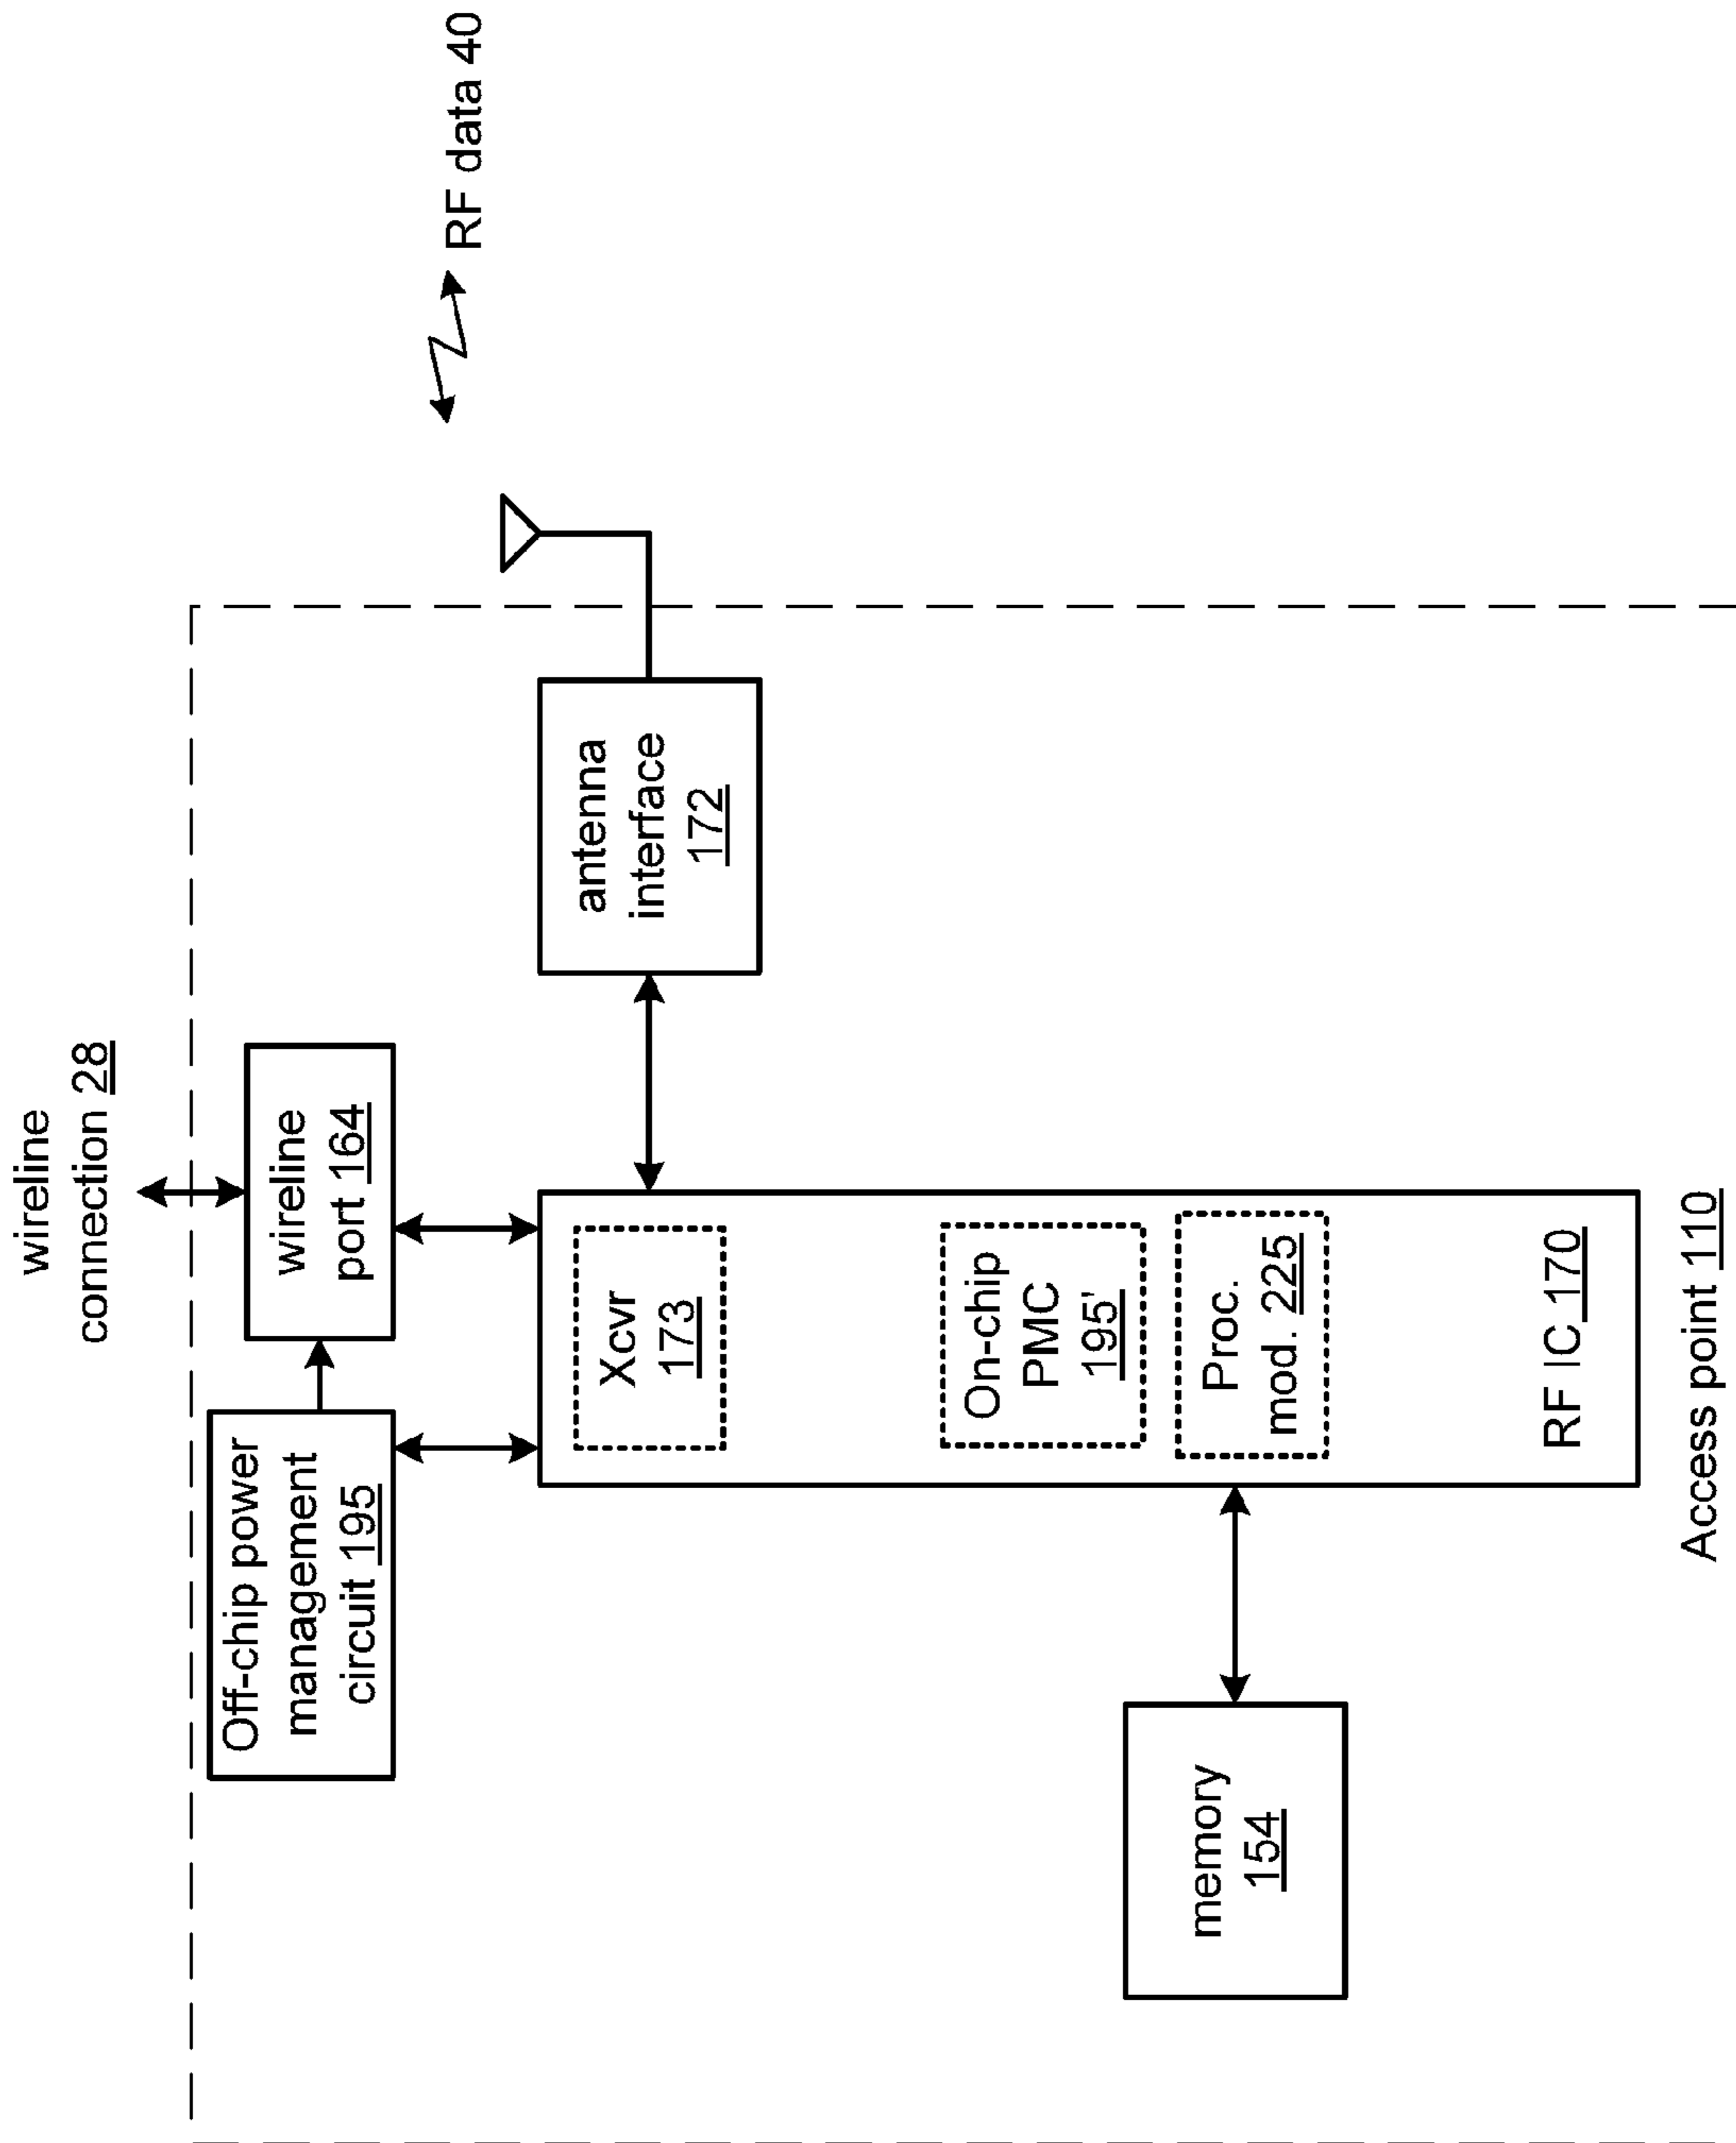 wireline
connection 28
Off-chip power
management
circuit 195
wireline
port 164
RF data 40
antenna
interface
172
Xcvr
173
On-chip
PMC
195'
Proc.
mod. 225
RF IC 170
memory
154
Access point 110